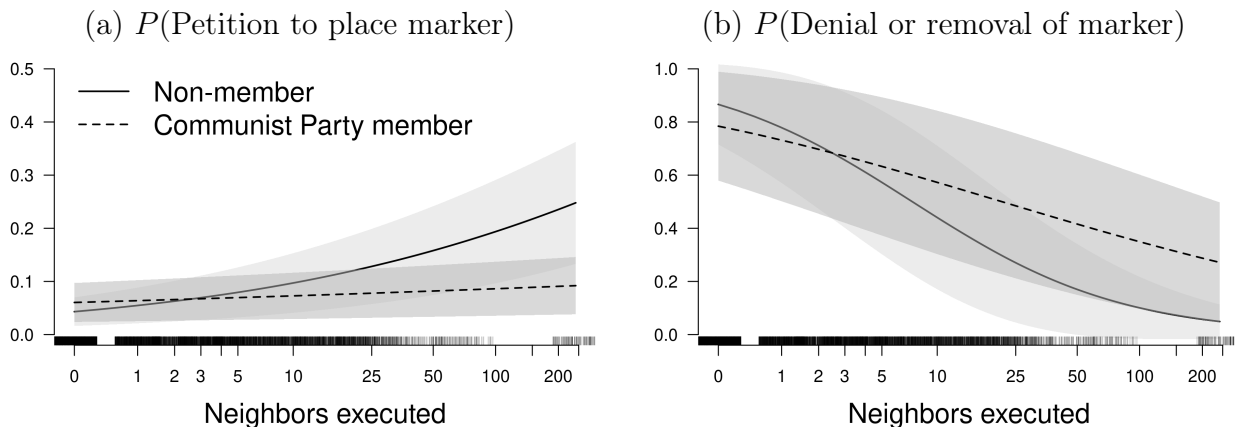 (a) P(Petition to place marker)
0.5
0.4
0.3
0.2
0.1
0.0
Non-member
Communist Party member
0 1 2 3 5 10 25 50 100 200
Neighbors executed
(b) P(Denial or removal of marker)
1.0
0.8
0.6
0.4
0.2
0.0
0 1 2 3 5 10 25 50 100 200
Neighbors executed